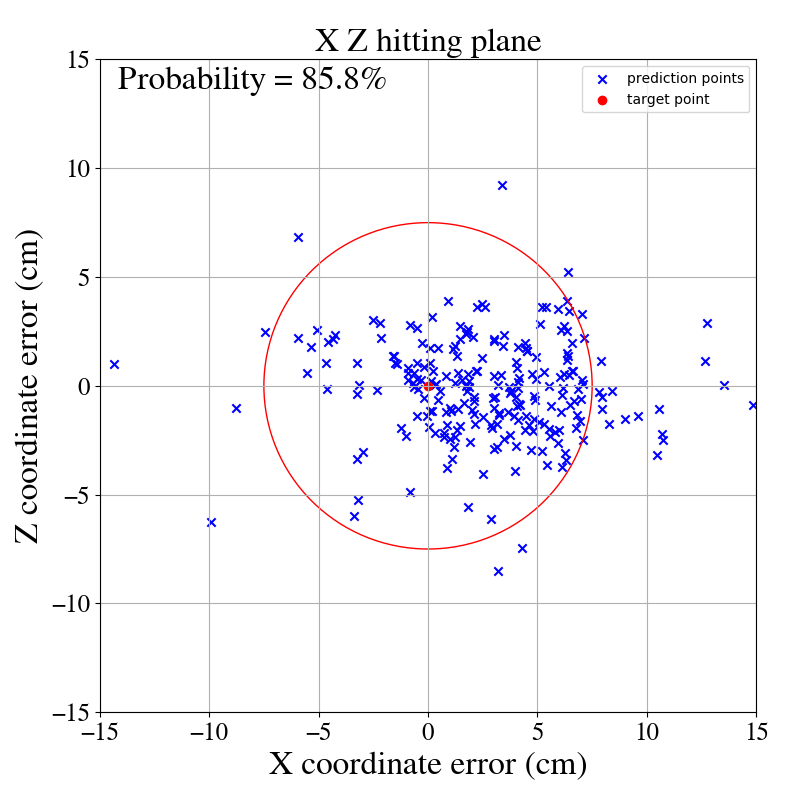 X Z hitting plane
Probability = 85.8%
prediction points
target point
Z coordinate error (cm)
15
10
5
0
−5
−10
−15
−15
−10
−5
0
5
10
15
X coordinate error (cm)